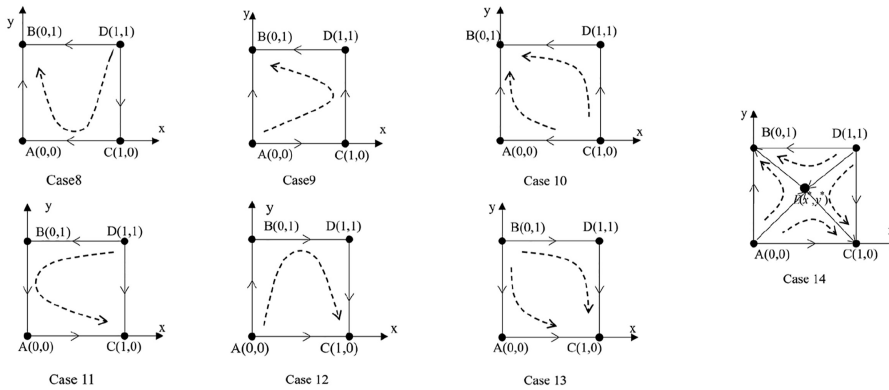 y
B(0,1) D(1,1)
x
A(0,0) C(1,0)
Case8
y
B(0,1) D(1,1)
x
A(0,0) C(1,0)
Case9
y
B(0,1) D(1,1)
x
A(0,0) C(1,0)
Case 10
y
B(0,1) D(1,1)
x
A(0,0) C(1,0)
Case 11
y
B(0,1) D(1,1)
x
A(0,0) C(1,0)
Case 12
y
B(0,1) D(1,1)
x
A(0,0) C(1,0)
Case 13
y
B(0,1) D(1,1)
A(0,0) C(1,0)
Case 14